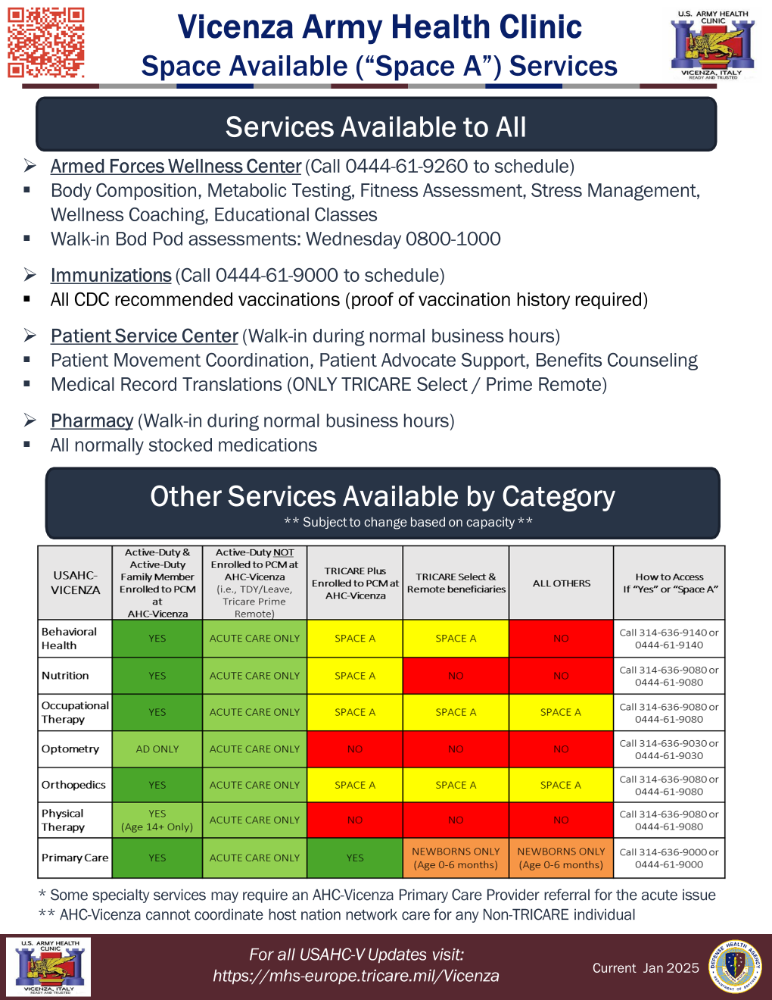 Vicenza Army Health Clinic
Space Available (“Space A”) Services
U.S. ARMY HEALTH
CLINIC
VICENZA, ITALY
READY AND TRUSTED
Services Available to All
➢ Armed Forces Wellness Center (Call 0444-61-9260 to schedule)
▪ Body Composition, Metabolic Testing, Fitness Assessment, Stress Management,
Wellness Coaching, Educational Classes
▪ Walk-in Bod Pod assessments: Wednesday 0800-1000
➢ Immunizations (Call 0444-61-9000 to schedule)
▪ All CDC recommended vaccinations (proof of vaccination history required)
➢ Patient Service Center (Walk-in during normal business hours)
▪ Patient Movement Coordination, Patient Advocate Support, Benefits Counseling
▪ Medical Record Translations (ONLY TRICARE Select / Prime Remote)
➢ Pharmacy (Walk-in during normal business hours)
▪ All normally stocked medications
Other Services Available by Category
** Subject to change based on capacity **
USAHC-
VICENZA
Active-Duty &
Active-Duty
Family Member
Enrolled to PCM
at
AHC-Vicenza
Active-Duty NOT
Enrolled to PCM at
AHC-Vicenza
(i.e., TDY/Leave,
Tricare Prime
Remote)
TRICARE Plus
Enrolled to PCM at
AHC-Vicenza
TRICARE Select &
Remote beneficiaries
ALL OTHERS
How to Access
If “Yes” or “Space A”
Behavioral
Health
YES
ACUTE CARE ONLY
SPACE A
SPACE A
NO
Call 314-636-9140 or
0444-61-9140
Nutrition
YES
ACUTE CARE ONLY
SPACE A
NO
NO
Call 314-636-9080 or
0444-61-9080
Occupational
Therapy
YES
ACUTE CARE ONLY
SPACE A
SPACE A
SPACE A
Call 314-636-9080 or
0444-61-9080
Optometry
AD ONLY
ACUTE CARE ONLY
NO
NO
NO
Call 314-636-9030 or
0444-61-9030
Orthopedics
YES
ACUTE CARE ONLY
SPACE A
SPACE A
SPACE A
Call 314-636-9080 or
0444-61-9080
Physical
Therapy
YES
(Age 14+ Only)
ACUTE CARE ONLY
NO
NO
NO
Call 314-636-9080 or
0444-61-9080
Primary Care
YES
ACUTE CARE ONLY
YES
NEWBORNS ONLY
(Age 0-6 months)
NEWBORNS ONLY
(Age 0-6 months)
Call 314-636-9000 or
0444-61-9000
* Some specialty services may require an AHC-Vicenza Primary Care Provider referral for the acute issue
** AHC-Vicenza cannot coordinate host nation network care for any Non-TRICARE individual
U.S. ARMY HEALTH
CLINIC
VICENZA, ITALY
READY AND TRUSTED
For all USAHC-V Updates visit:
https://mhs-europe.tricare.mil/Vicenza
Current Jan 2025
DEFENSE HEALTH AGENCY
DEPARTMENT OF DEFENSE